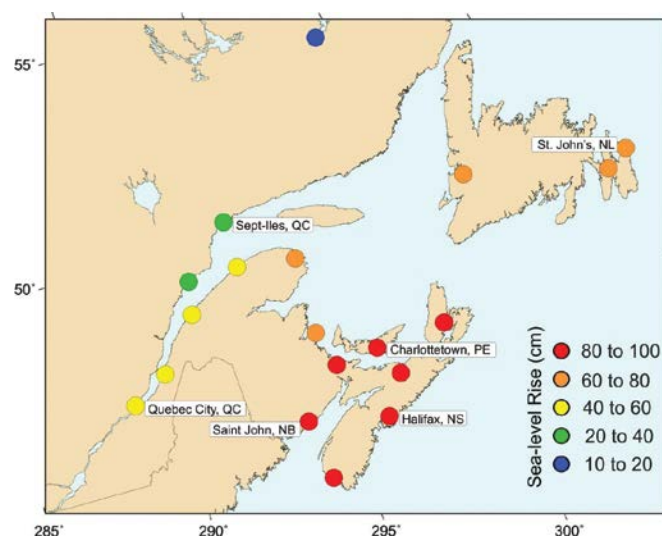 55°
St. John's, NL
Sept-Iles, QC
50°
Charlottetown, PE
Quebec City, QC
Saint John, NB
Halifax, NS
Sea-level Rise (cm)
80 to 100
60 to 80
40 to 60
20 to 40
10 to 20
285°
290°
295°
300°